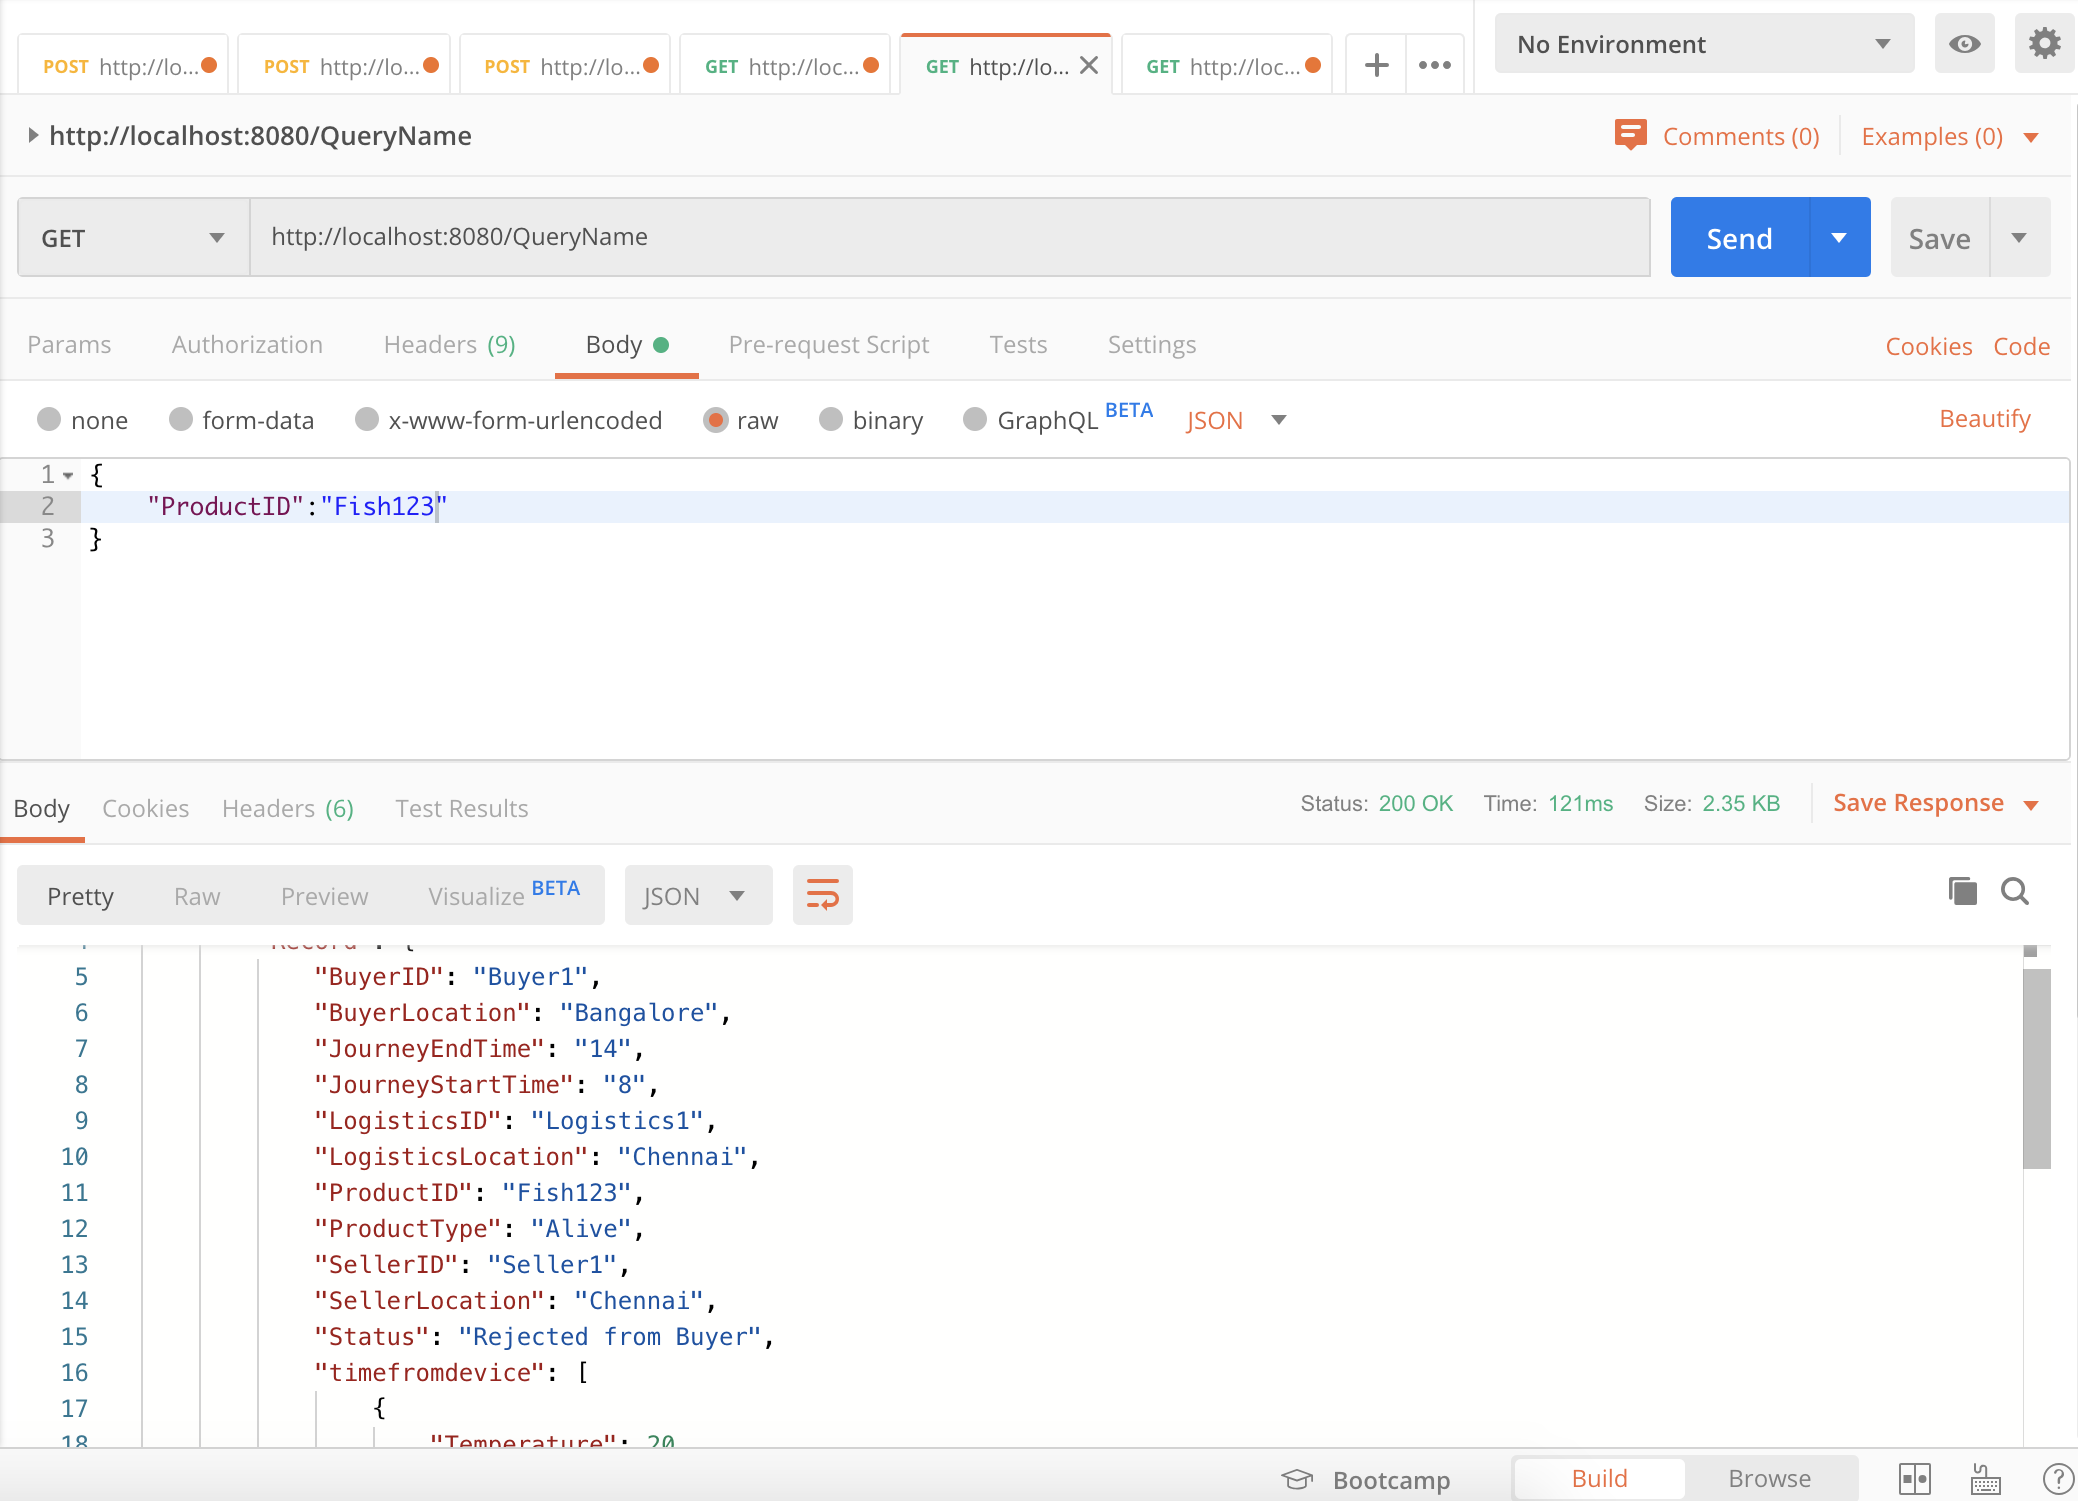 POST http://lo... POST http://lo... POST http://lo... GET http://loc... GET http://lo... GET http://loc... No Environment
http://localhost:8080/QueryName Comments (0) Examples (0)
GET http://localhost:8080/QueryName Send Save
Params Authorization Headers (9) Body Pre-request Script Tests Settings Cookies Code
none form-data x-www-form-urlencoded raw binary GraphQL BETA JSON Beautify
1 {
2 "ProductID":"Fish123"
3 }
Body Cookies Headers (6) Test Results Status: 200 OK Time: 121ms Size: 2.35 KB Save Response
Pretty Raw Preview Visualize BETA JSON
5 "BuyerID": "Buyer1",
6 "BuyerLocation": "Bangalore",
7 "JourneyEndTime": "14",
8 "JourneyStartTime": "8",
9 "LogisticsID": "Logistics1",
10 "LogisticsLocation": "Chennai",
11 "ProductID": "Fish123",
12 "ProductType": "Alive",
13 "SellerID": "Seller1",
14 "SellerLocation": "Chennai",
15 "Status": "Rejected from Buyer",
16 "timefromdevice": [
17 {
18 "Temperature": 20
Bootcamp Build Browse